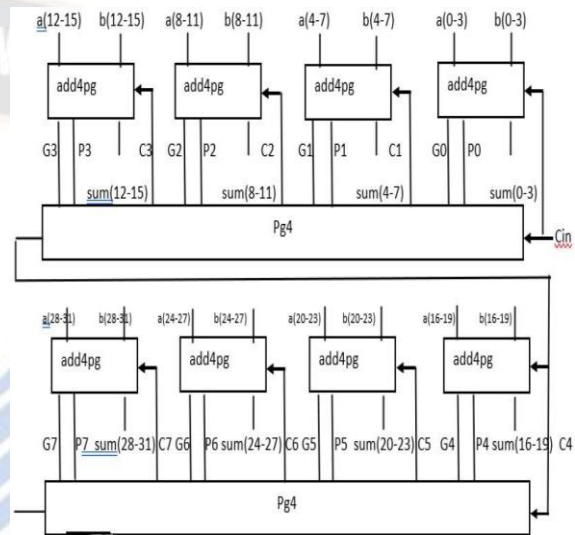 a(12-15) b(12-15) a(8-11) b(8-11) a(4-7) b(4-7) a(0-3) b(0-3)
add4pg add4pg add4pg add4pg
G3 P3 C3 G2 P2 C2 G1 P1 C1 G0 P0
sum(12-15) sum(8-11) sum(4-7) sum(0-3)
Pg4
Cin
a(28-31) b(28-31) a(24-27) b(24-27) a(20-23) b(20-23) a(16-19) b(16-19)
add4pg add4pg add4pg add4pg
G7 P7 sum(28-31) C7 G6 P6 sum(24-27) C6 G5 P5 sum(20-23) C5 G4 P4 sum(16-19) C4
Pg4